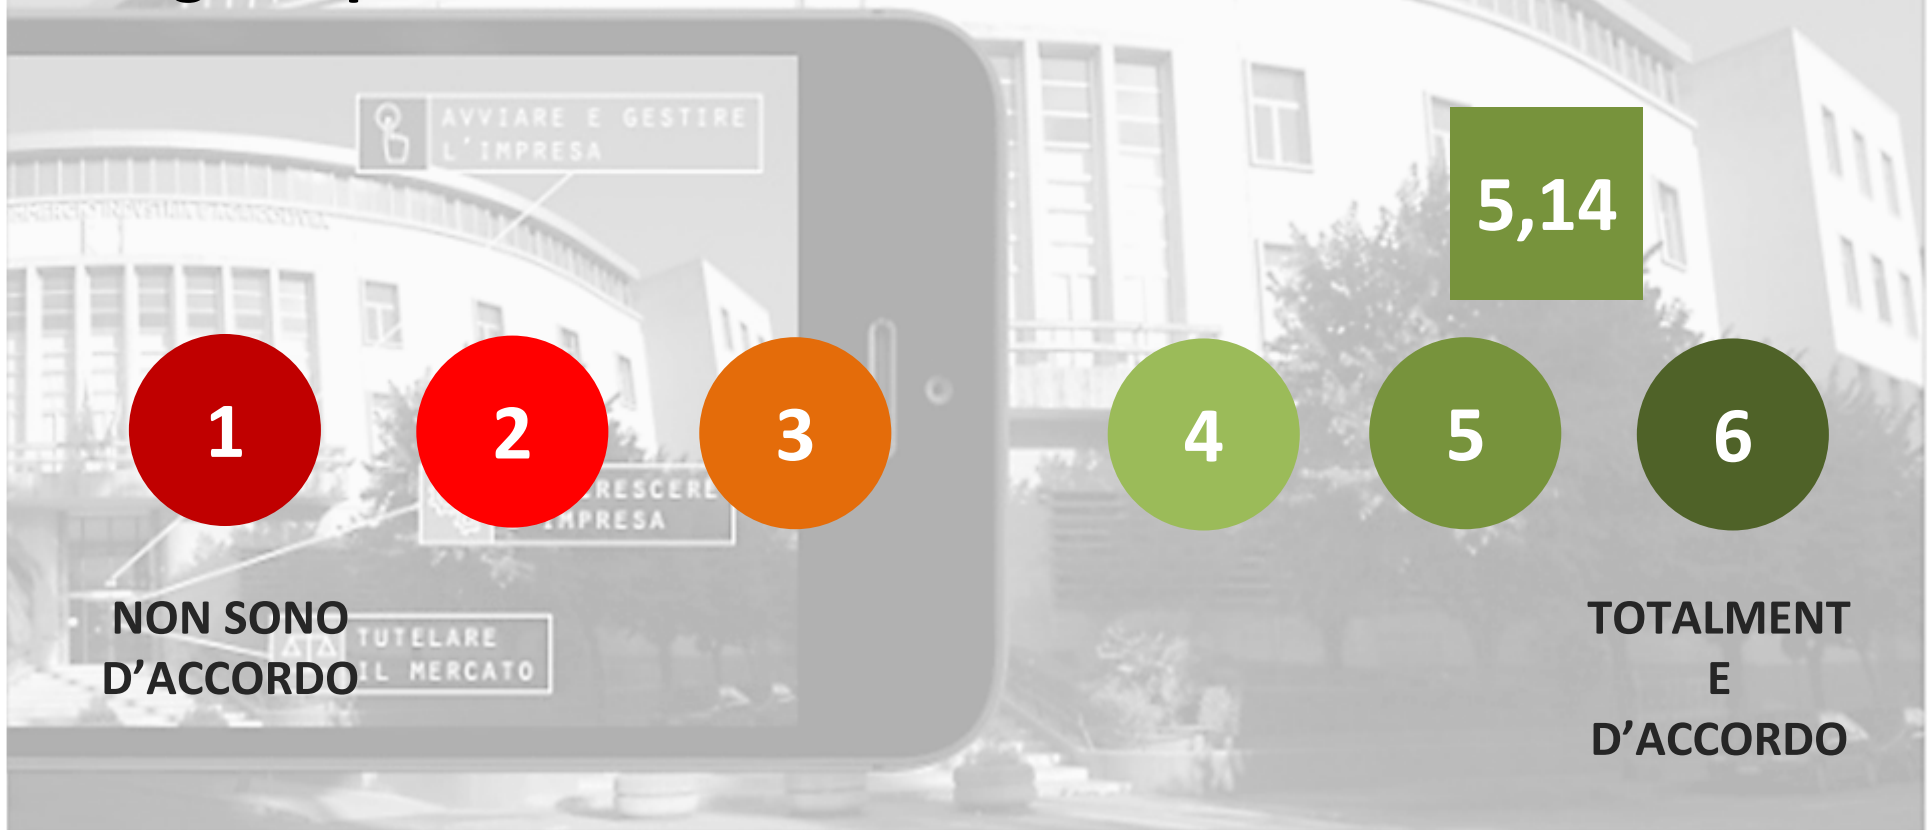 AVVIARE E GESTIRE
L'IMPRESA
5,14
1
2
3
4
5
6
RESCERE
IMPRESA
NON SONO
D'ACCORDO
TUTELARE
IL MERCATO
TOTALMENT
E
D'ACCORDO